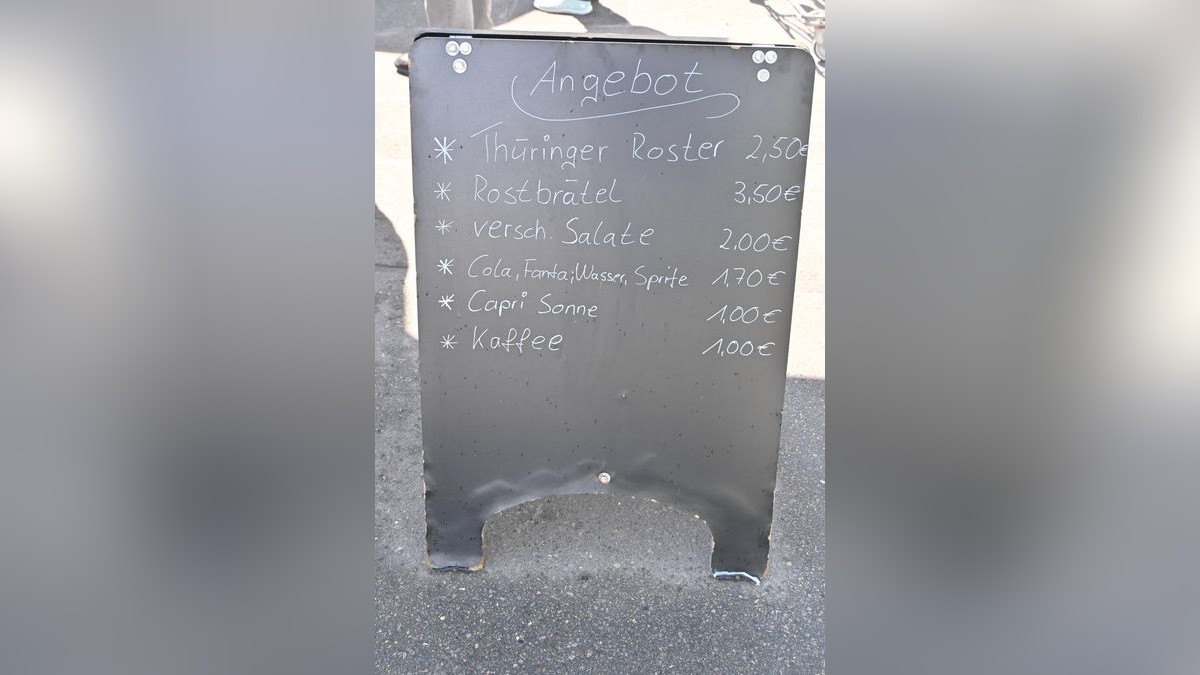 Angebot
* Thüringer Roster 2,50€
* Rostbrätel 3,50€
* versch. Salate 2,00€
* Cola, Fanta, Wasser, Sprite 1,70€
* Capri Sonne 1,00€
* Kaffee 1,00€